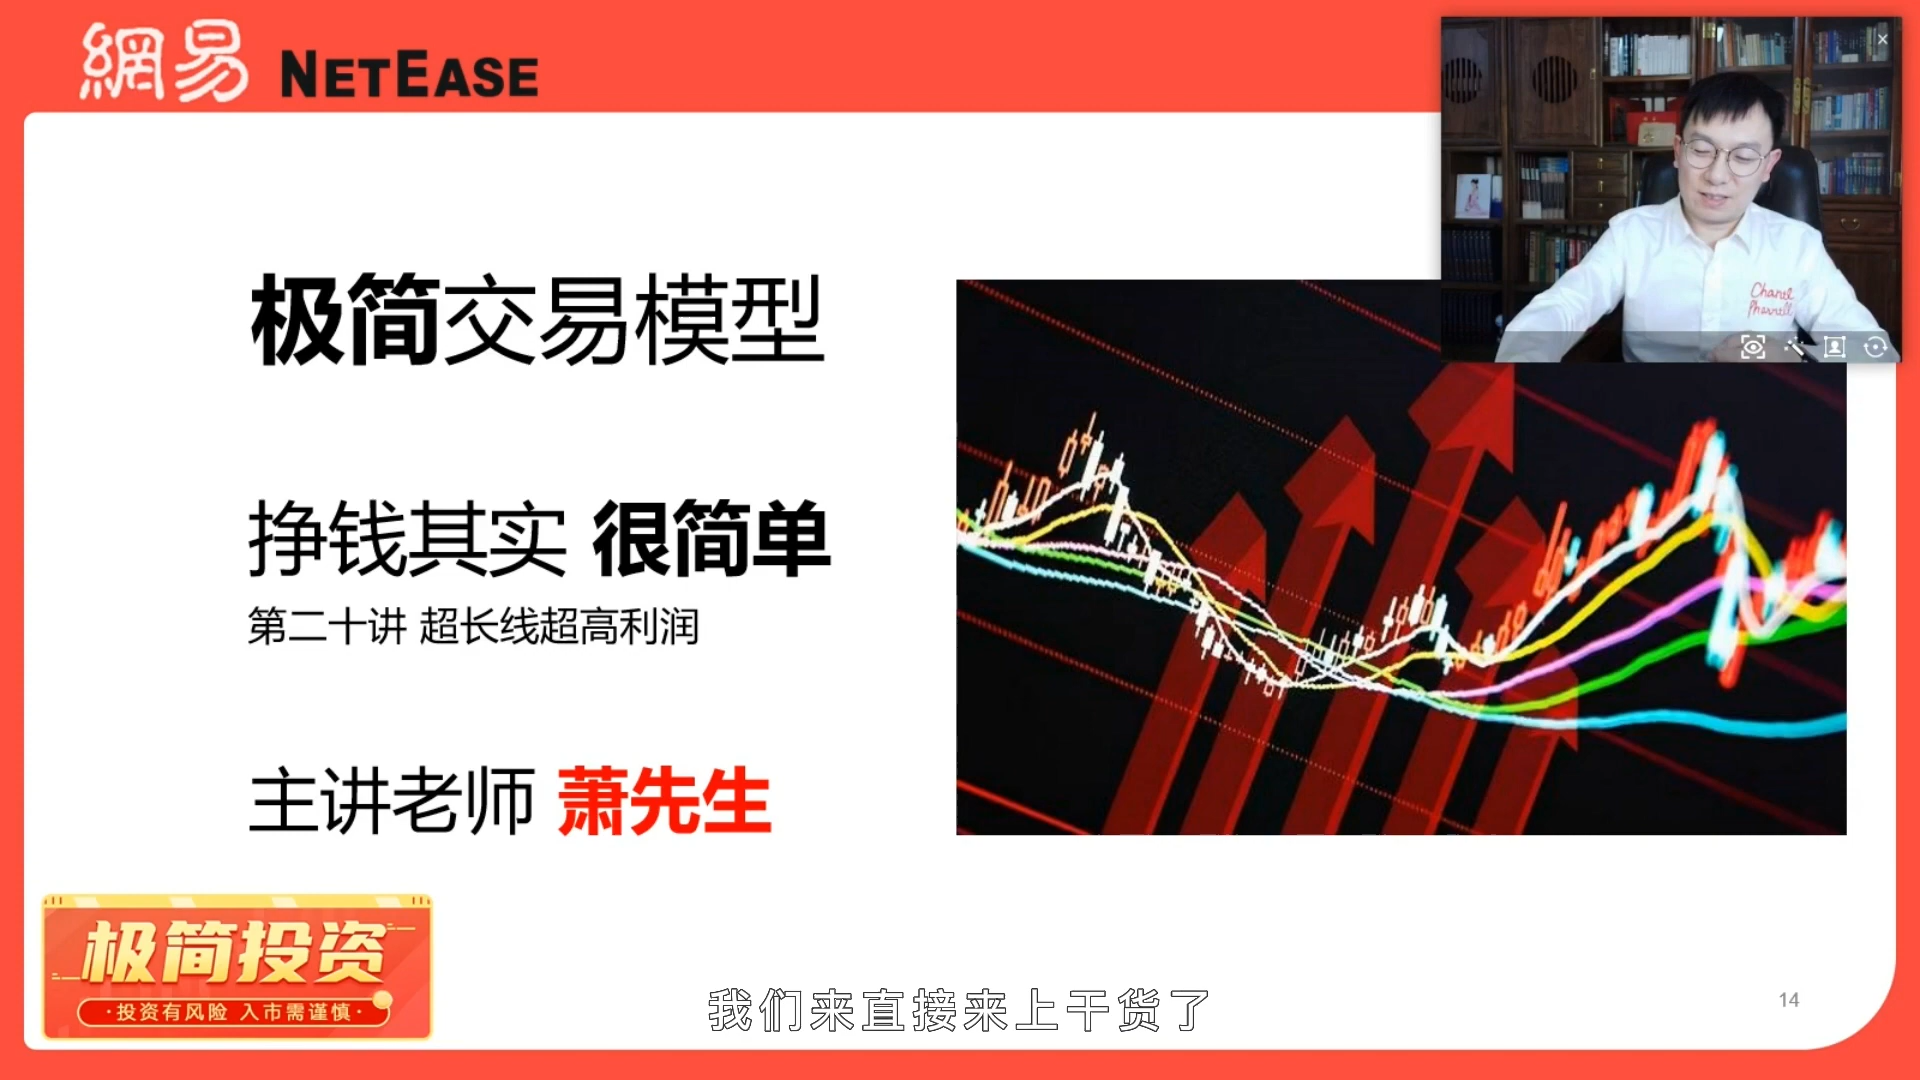 網易 NETEASE
极简交易模型
挣钱其实 很简单
第二十讲 超长线超高利润
主讲老师 萧先生
Chanel
Pharrell
极简投资
·投资有风险 入市需谨慎·
我们来直接来上干货了
14